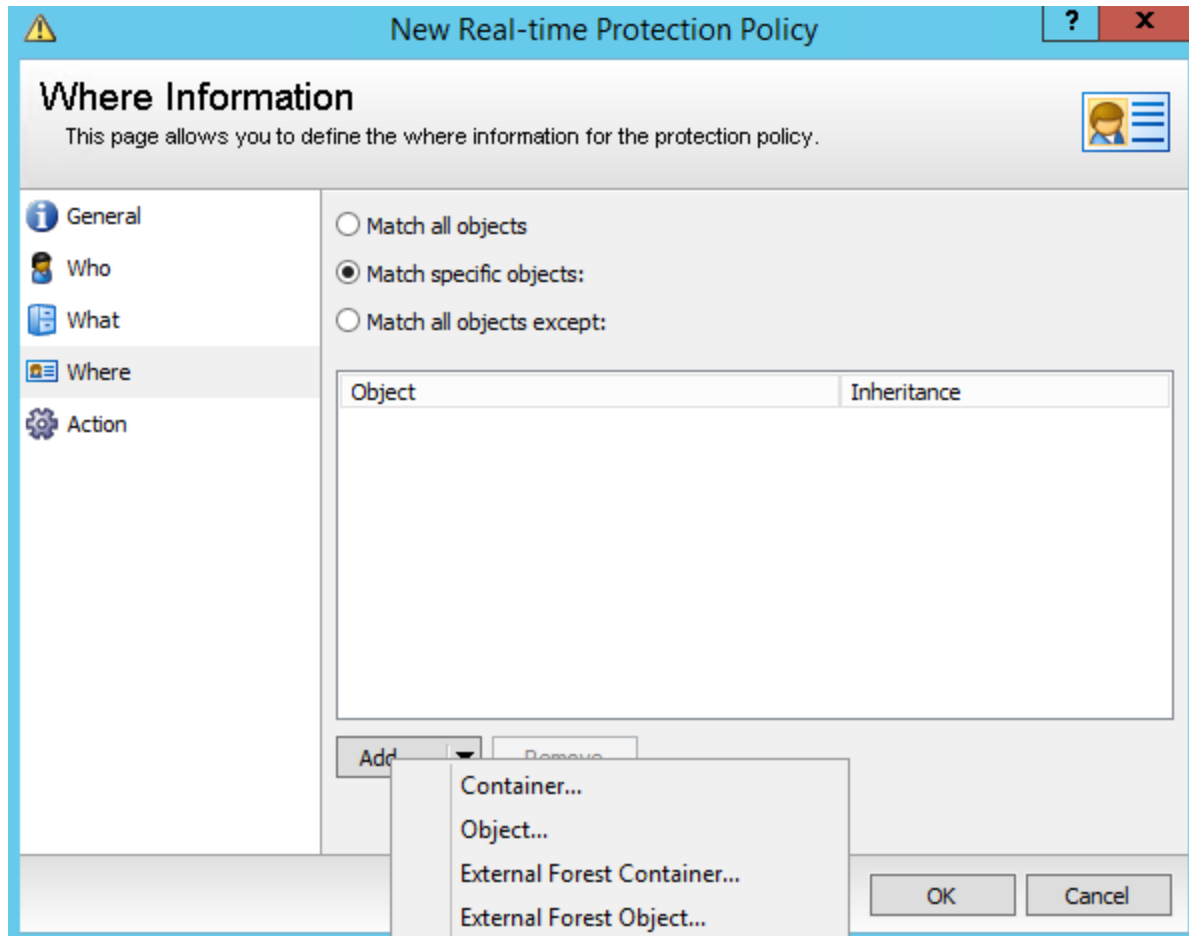 New Real-time Protection Policy
? x
Where Information
This page allows you to define the where information for the protection policy.
General
Who
What
Where
Action
Match all objects
Match specific objects:
Match all objects except:
Object Inheritance
Add Remove
Container...
Object...
External Forest Container...
External Forest Object...
OK Cancel